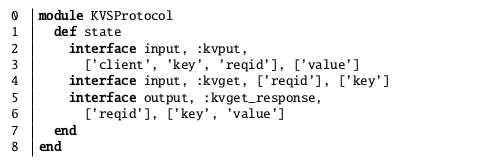 0 module KVSProtocol
1   def state
2     interface input, :kvput,
3       ['client', 'key', 'reqid'], ['value']
4     interface input, :kvget, ['reqid'], ['key']
5     interface output, :kvget_response,
6       ['reqid'], ['key', 'value']
7   end
8 end